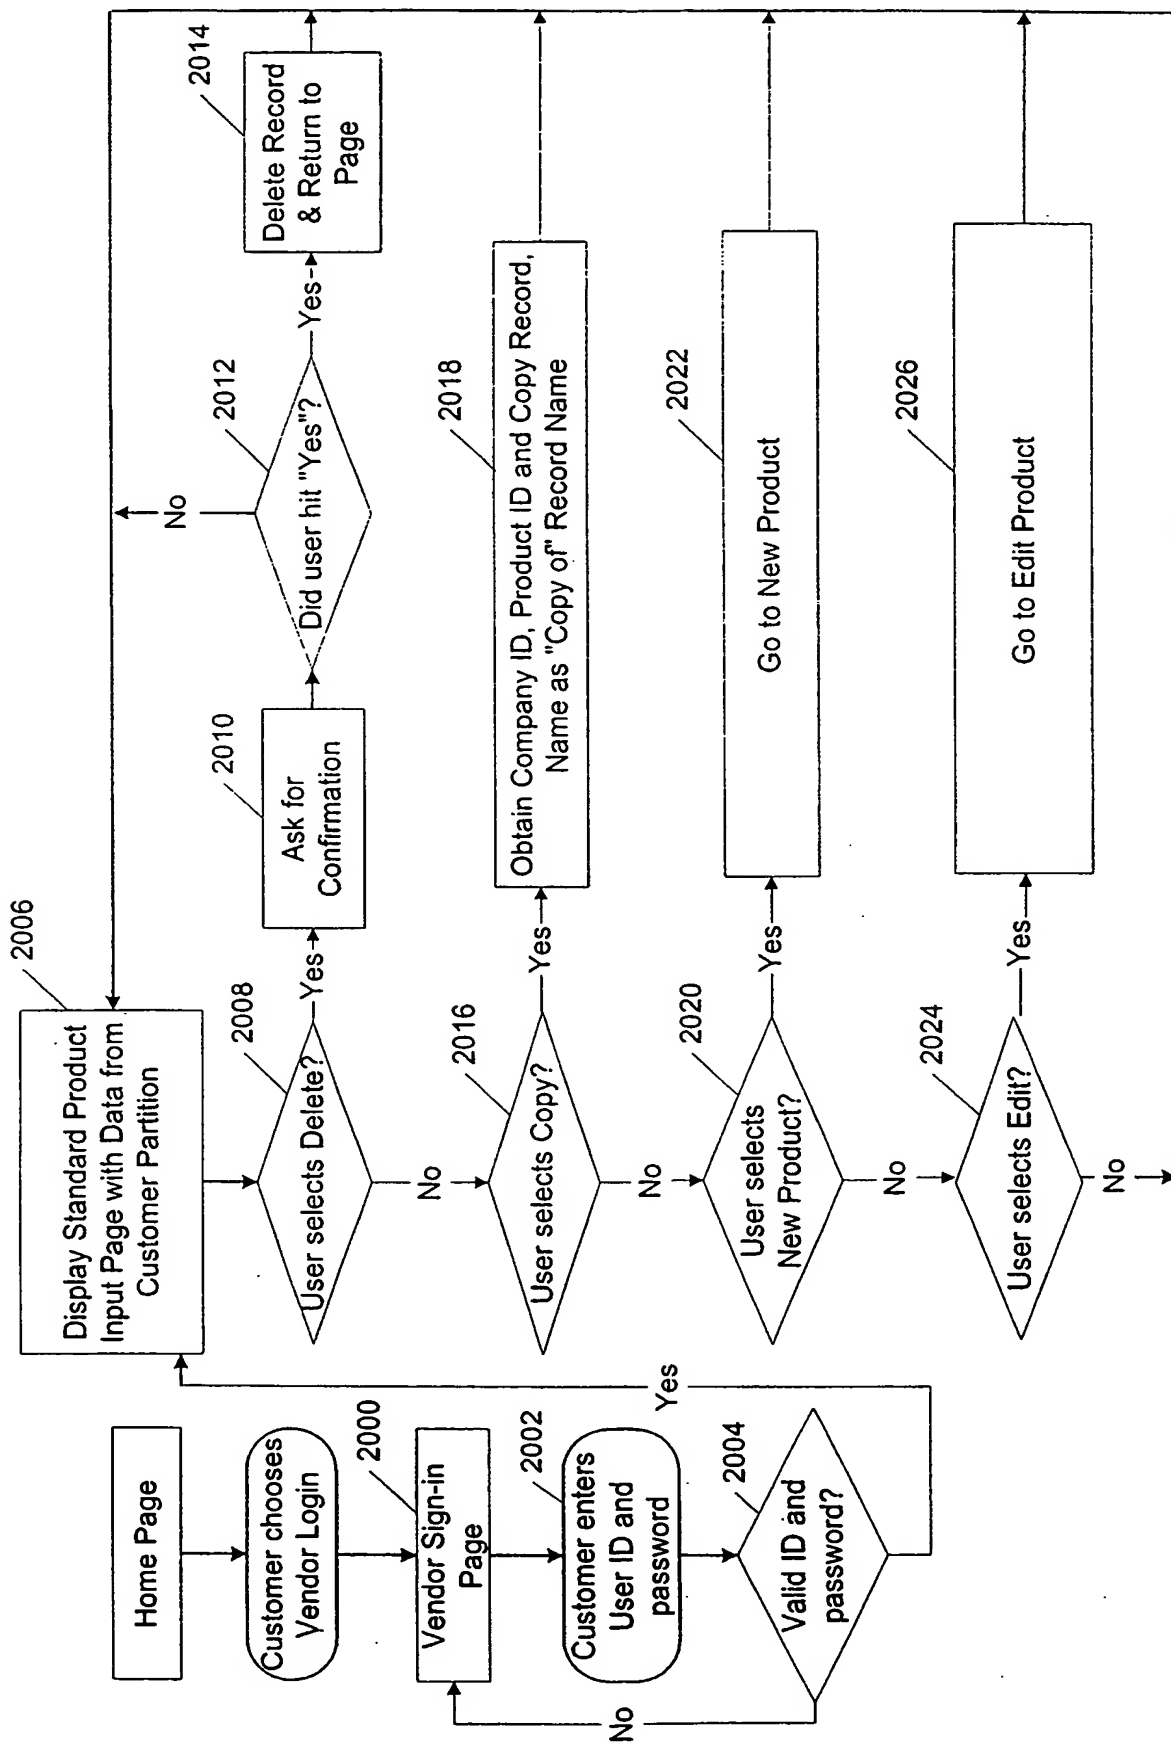 Home Page
Customer chooses
Vendor Login
2000
Vendor Sign-in
Page
2002
Customer enters
User ID and
password
2004
Valid ID and
password?
No
Yes
2006
Display Standard Product
Input Page with Data from
Customer Partition
2008
User selects Delete?
Yes
No
2010
Ask for
Confirmation
2012
Did user hit "Yes"?
No
Yes
2014
Delete Record
& Return to
Page
2016
User selects Copy?
Yes
No
2018
Obtain Company ID, Product ID and Copy Record,
Name as "Copy of" Record Name
2020
User selects
New Product?
Yes
No
2022
Go to New Product
2024
User selects Edit?
Yes
No
2026
Go to Edit Product